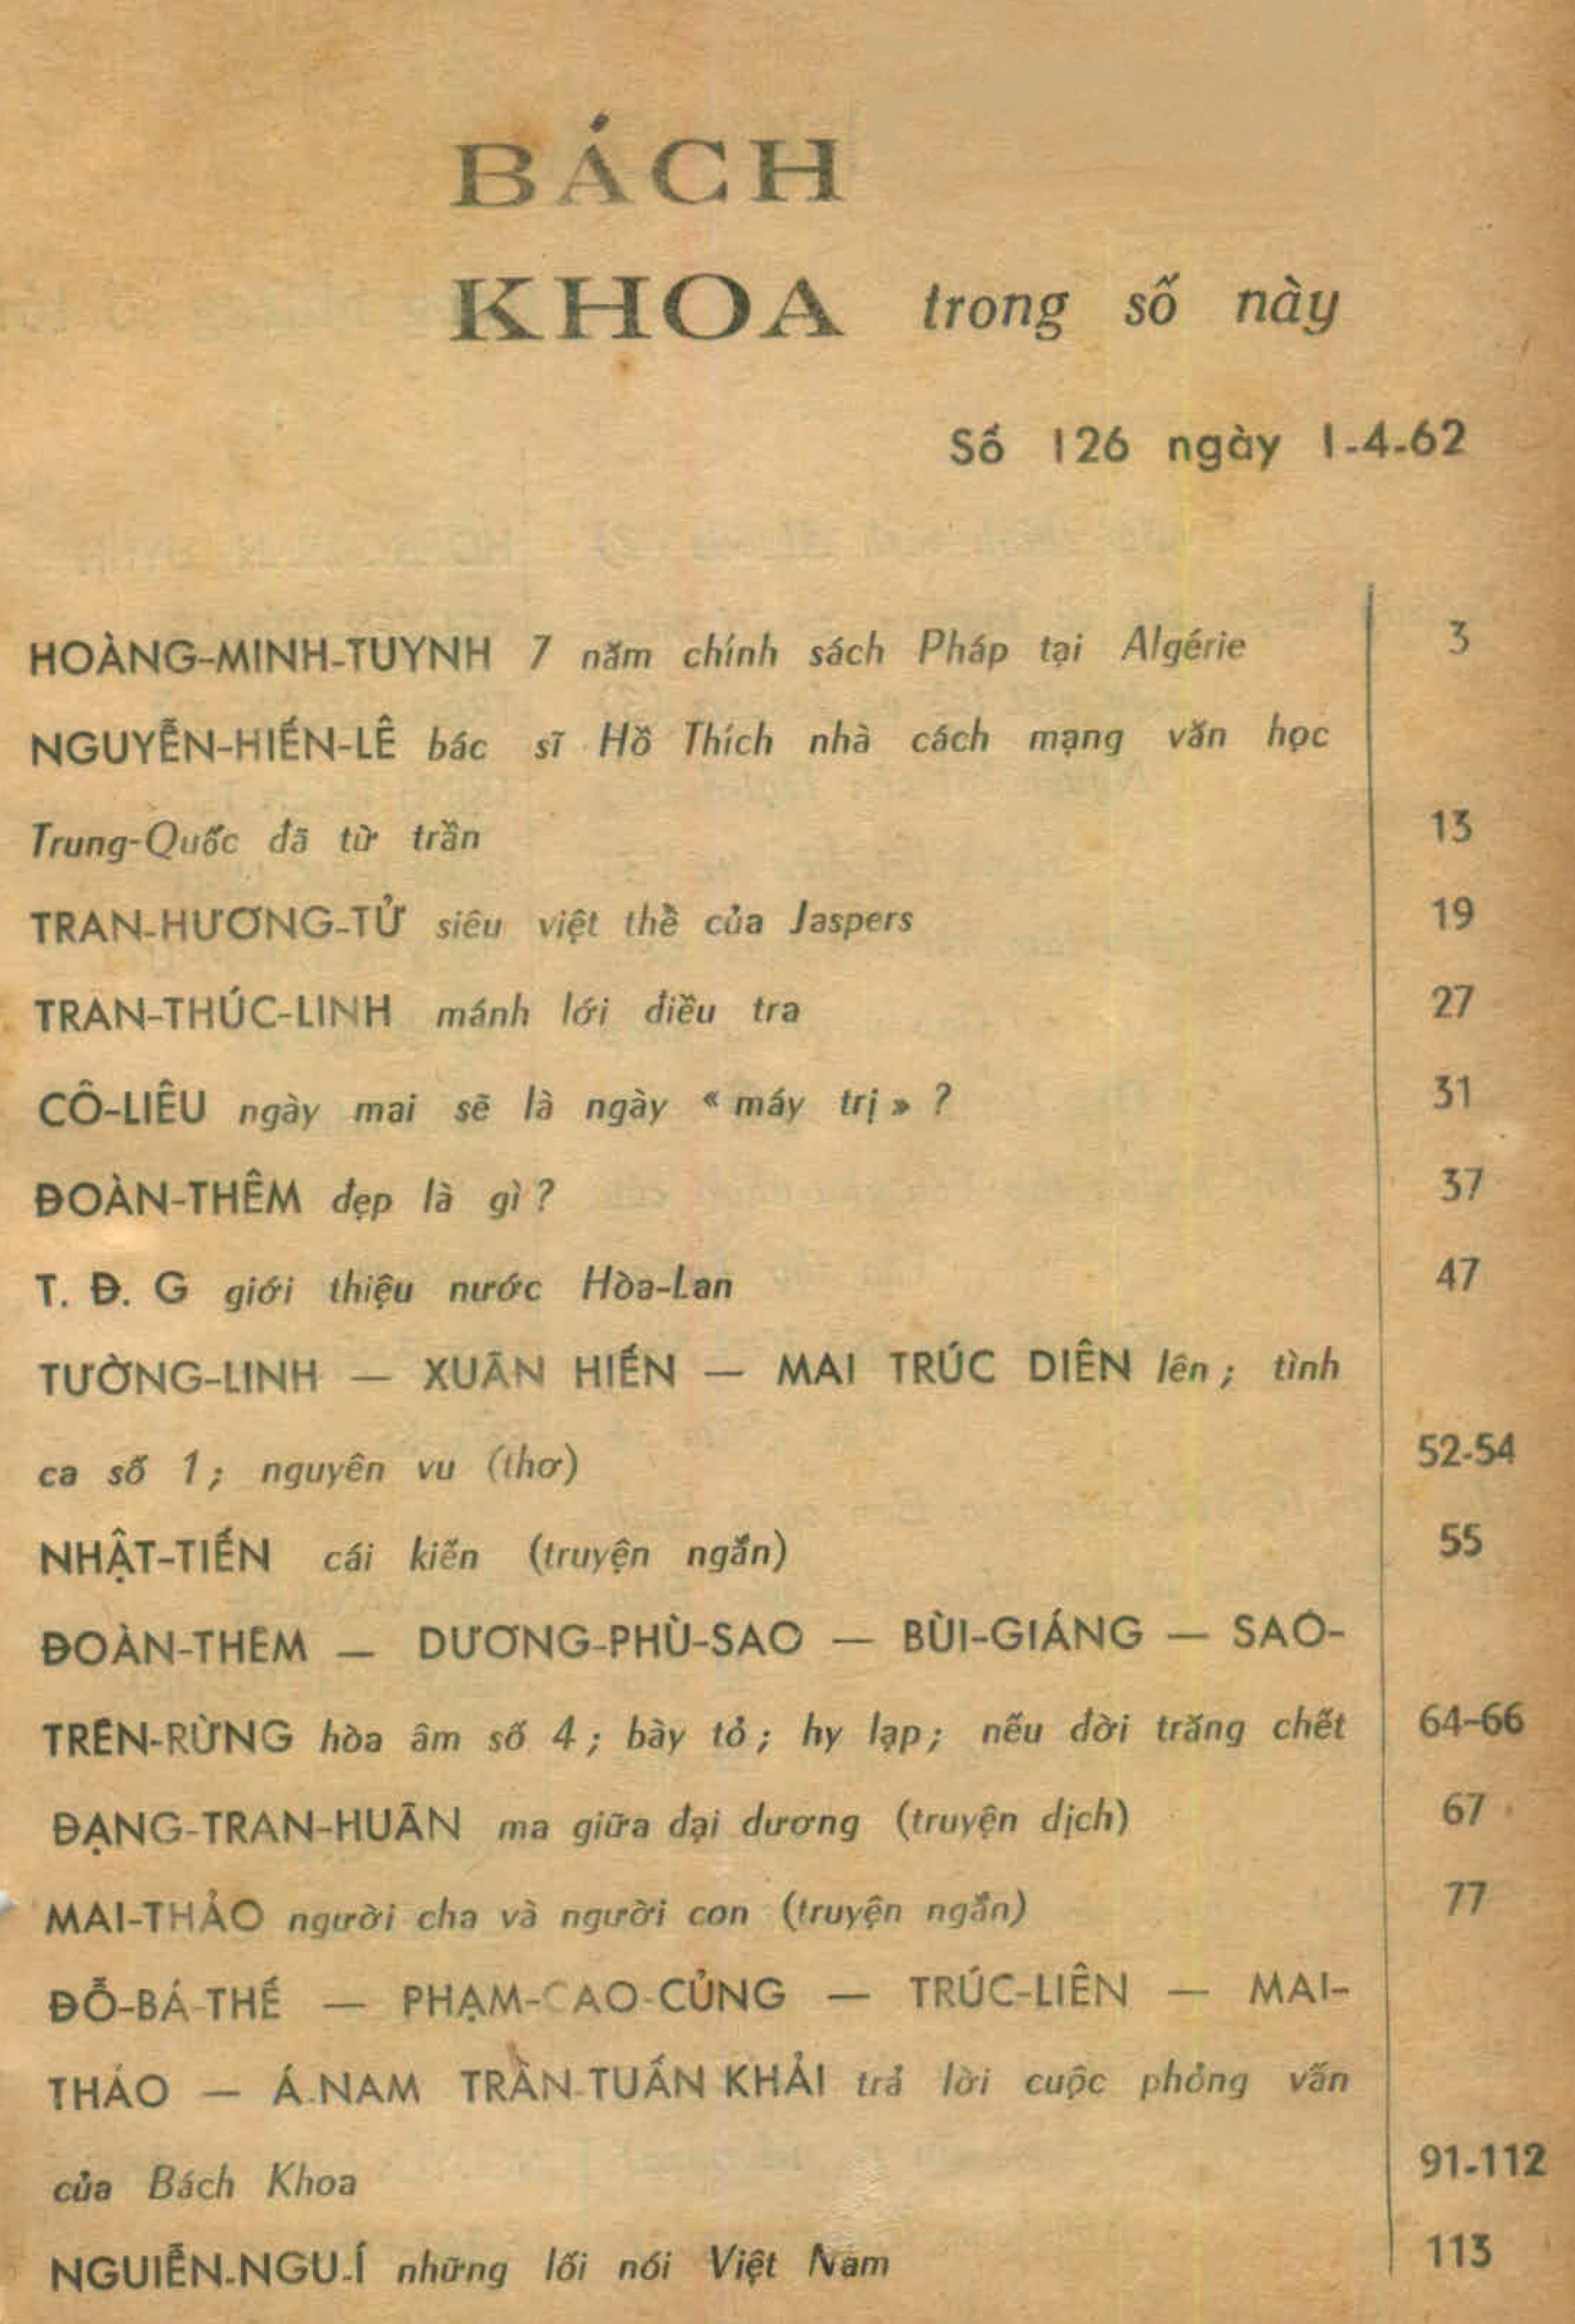 BÁCH
KHOA trong số này
Số 126 ngày 1-4-62
HOÀNG-MINH-TUYNH 7 năm chính sách Pháp tại Algérie 3
NGUYỄN-HIẾN-LÊ bác sĩ Hồ Thích nhà cách mạng văn học
Trung-Quốc đã từ trần 13
TRAN-HƯƠNG-TỬ siêu việt thề của Jaspers 19
TRAN-THÚC-LINH mánh lới điều tra 27
CÔ-LIÊU ngày mai sẽ là ngày « máy trị » ? 31
ĐOÀN-THÊM đẹp là gì ? 37
T. Đ. G giới thiệu nước Hòa-Lan 47
TƯỜNG-LINH — XUÂN HIẾN — MAI TRÚC DIÊN lên ; tình
ca số 1 ; nguyên vu (thơ) 52-54
NHẬT-TIẾN cái kiến (truyện ngắn) 55
ĐOÀN-THÊM — DƯƠNG-PHÙ-SAO — BÙI-GIÁNG — SAO-
TRÊN-RỪNG hòa âm số 4 ; bày tỏ ; hy lạp ; nếu đời trăng chết 64-66
ĐẠNG-TRAN-HUÂN ma giữa đại dương (truyện dịch) 67
MAI-THẢO người cha và người con (truyện ngắn) 77
ĐỖ-BÁ-THẾ — PHẠM-CAO-CỦNG — TRÚC-LIÊN — MAI-
THẢO — Á-NAM TRẦN-TUẤN KHẢI trả lời cuộc phỏng vấn
của Bách Khoa 91-112
NGUIỄN-NGU-Í những lối nói Việt Nam 113